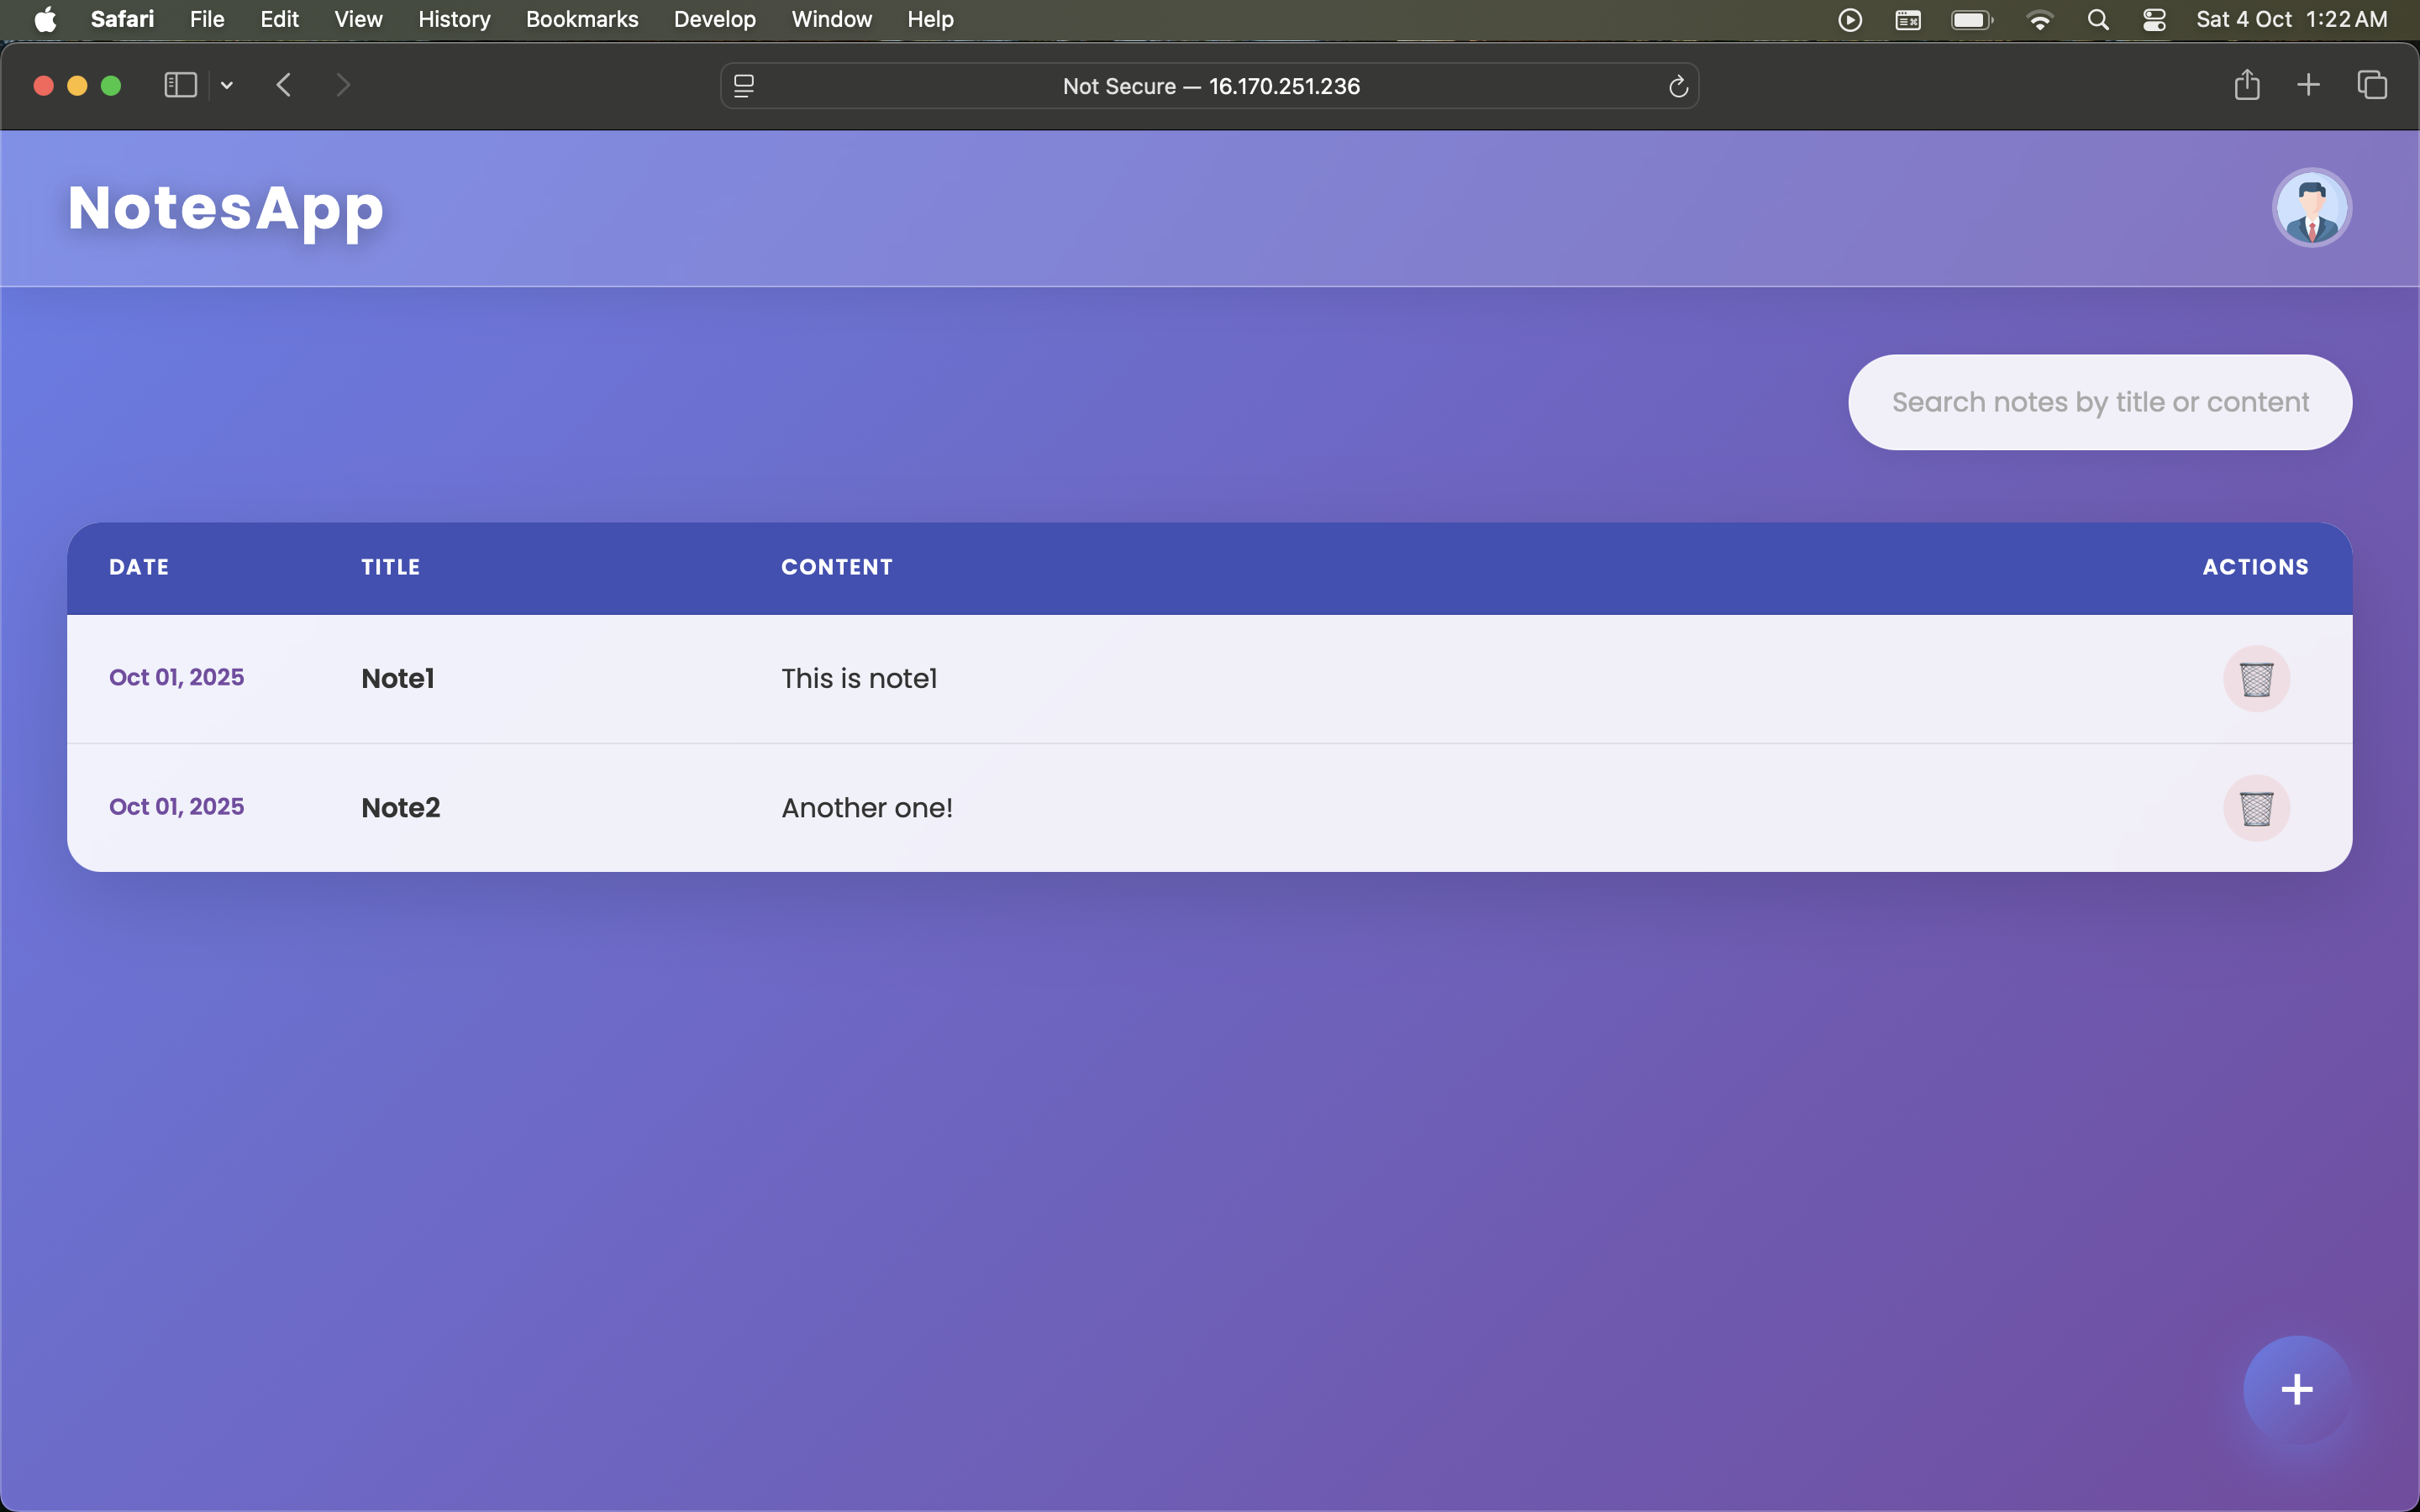 Safari File Edit View History Bookmarks Develop Window Help Sat 4 Oct 1:22 AM
Not Secure — 16.170.251.236
NotesApp
Search notes by title or content
DATE TITLE CONTENT ACTIONS
Oct 01, 2025 Note1 This is note1
Oct 01, 2025 Note2 Another one!
+